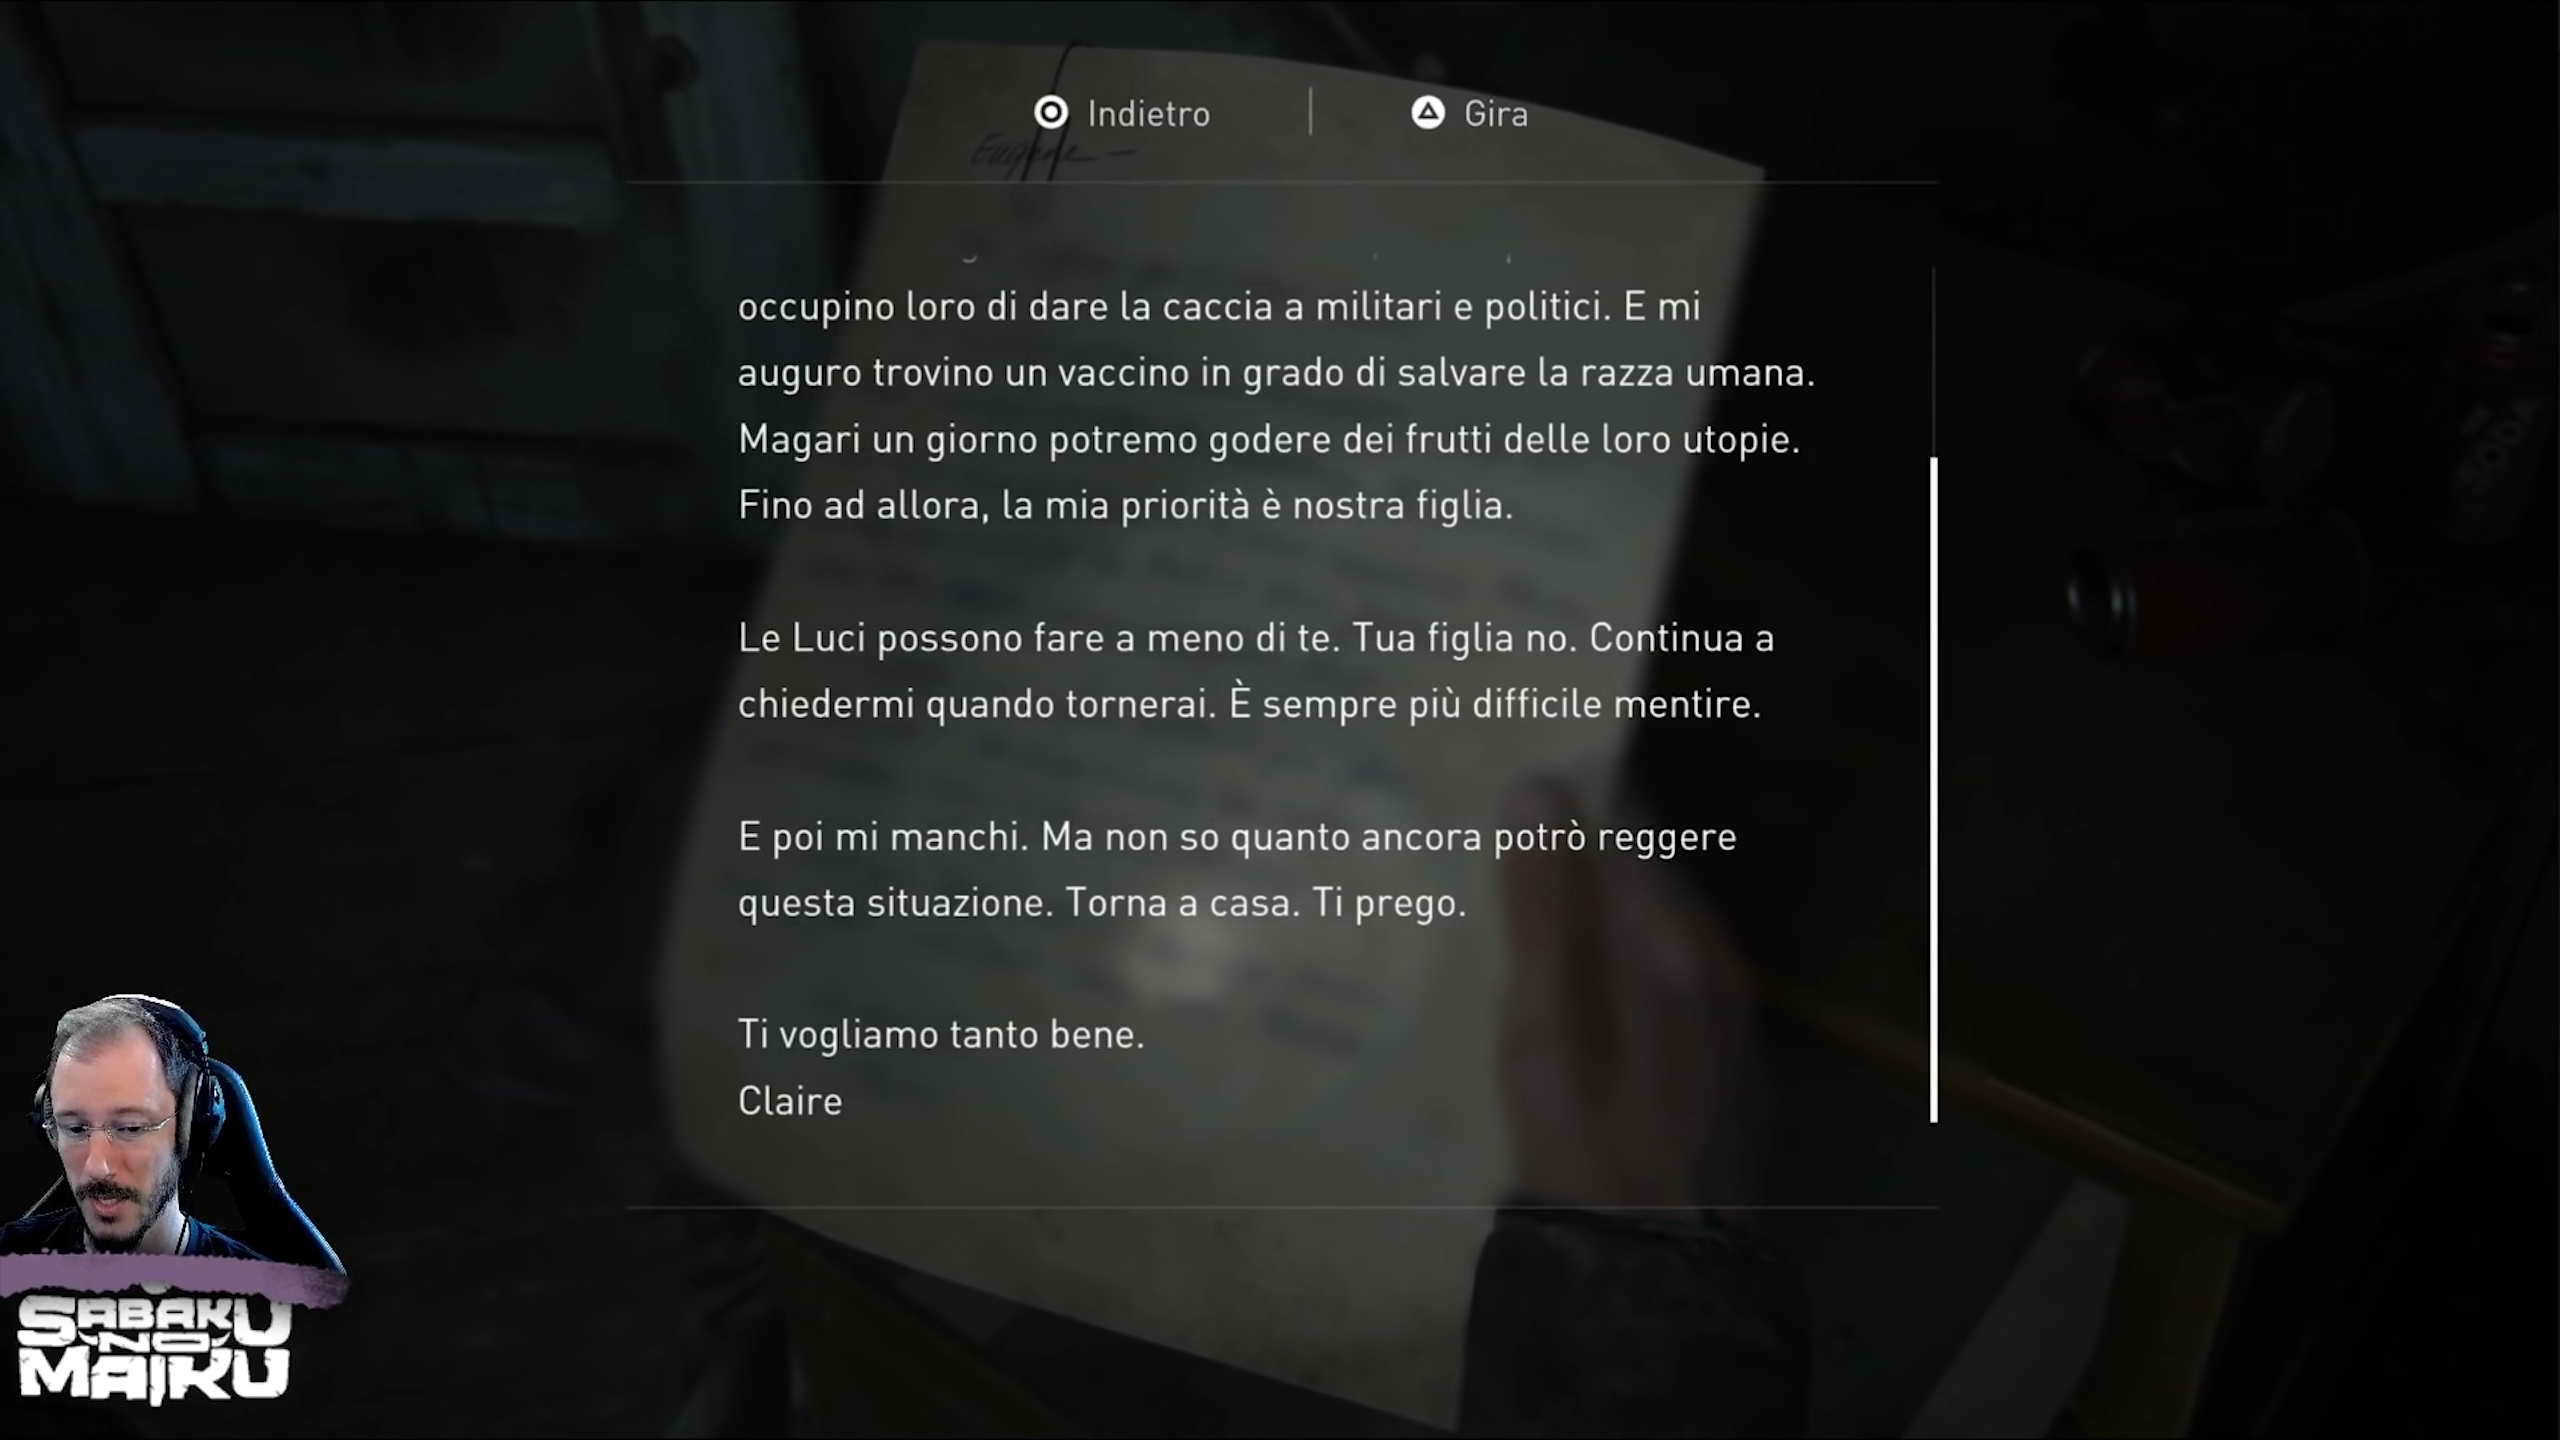 Indietro
Gira
Eugene –
occupino loro di dare la caccia a militari e politici. E mi
auguro trovino un vaccino in grado di salvare la razza umana.
Magari un giorno potremo godere dei frutti delle loro utopie.
Fino ad allora, la mia priorità è nostra figlia.
Le Luci possono fare a meno di te. Tua figlia no. Continua a
chiedermi quando tornerai. È sempre più difficile mentire.
E poi mi manchi. Ma non so quanto ancora potrò reggere
questa situazione. Torna a casa. Ti prego.
Ti vogliamo tanto bene.
Claire
SABAKU
NO
MAIKU